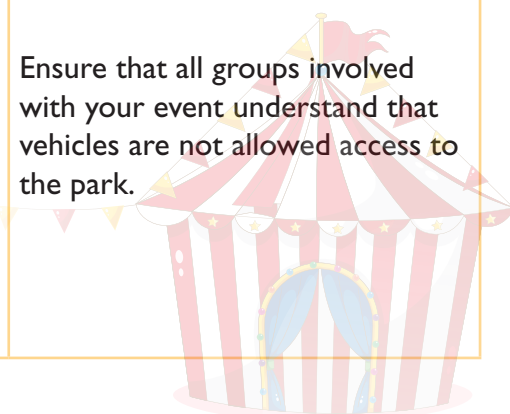 Ensure that all groups involved
with your event understand that
vehicles are not allowed access to
the park.